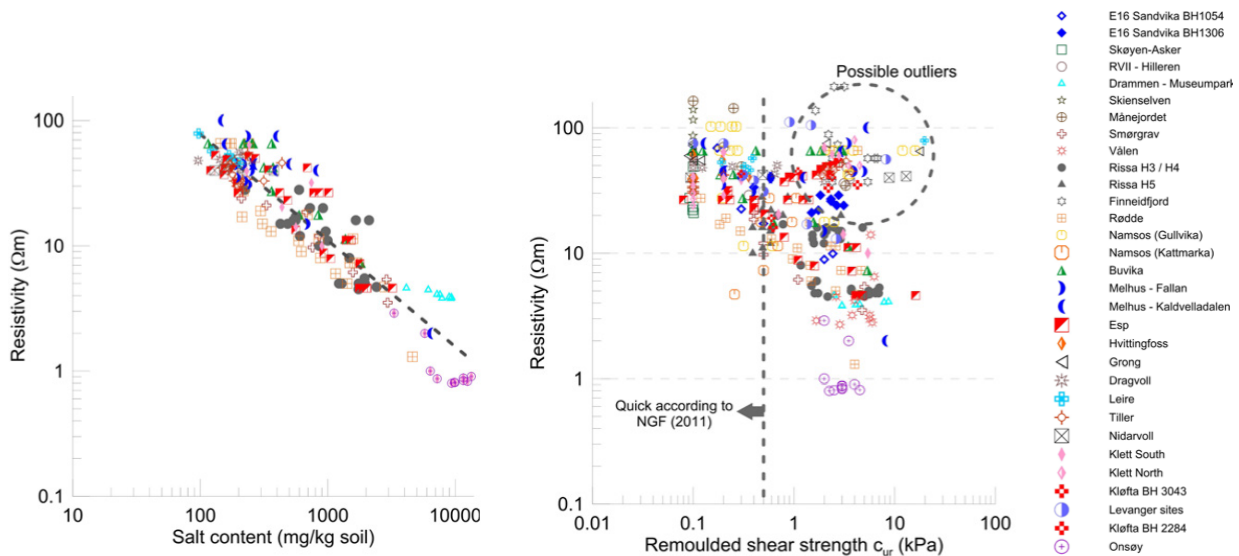 100
10
1
0.1
Resistivity (Ωm)
10
100
1000
10000
Salt content (mg/kg soil)
Possible outliers
100
10
1
0.1
Resistivity (Ωm)
Quick according to
NGF (2011)
0.01
0.1
1
10
100
Remoulded shear strength cur (kPa)
E16 Sandvika BH1054
E16 Sandvika BH1306
Skøyen-Asker
RVII - Hilleren
Drammen - Museumpark
Skienselven
Månejordet
Smørgrav
Vålen
Rissa H3 / H4
Rissa H5
Finneidfjord
Rødde
Namsos (Gullvika)
Namsos (Kattmarka)
Buvika
Melhus - Fallan
Melhus - Kaldvelladalen
Esp
Hvittingfoss
Grong
Dragvoll
Leire
Tiller
Nidarvoll
Klett South
Klett North
Kløfta BH 3043
Levanger sites
Kløfta BH 2284
Onsøy